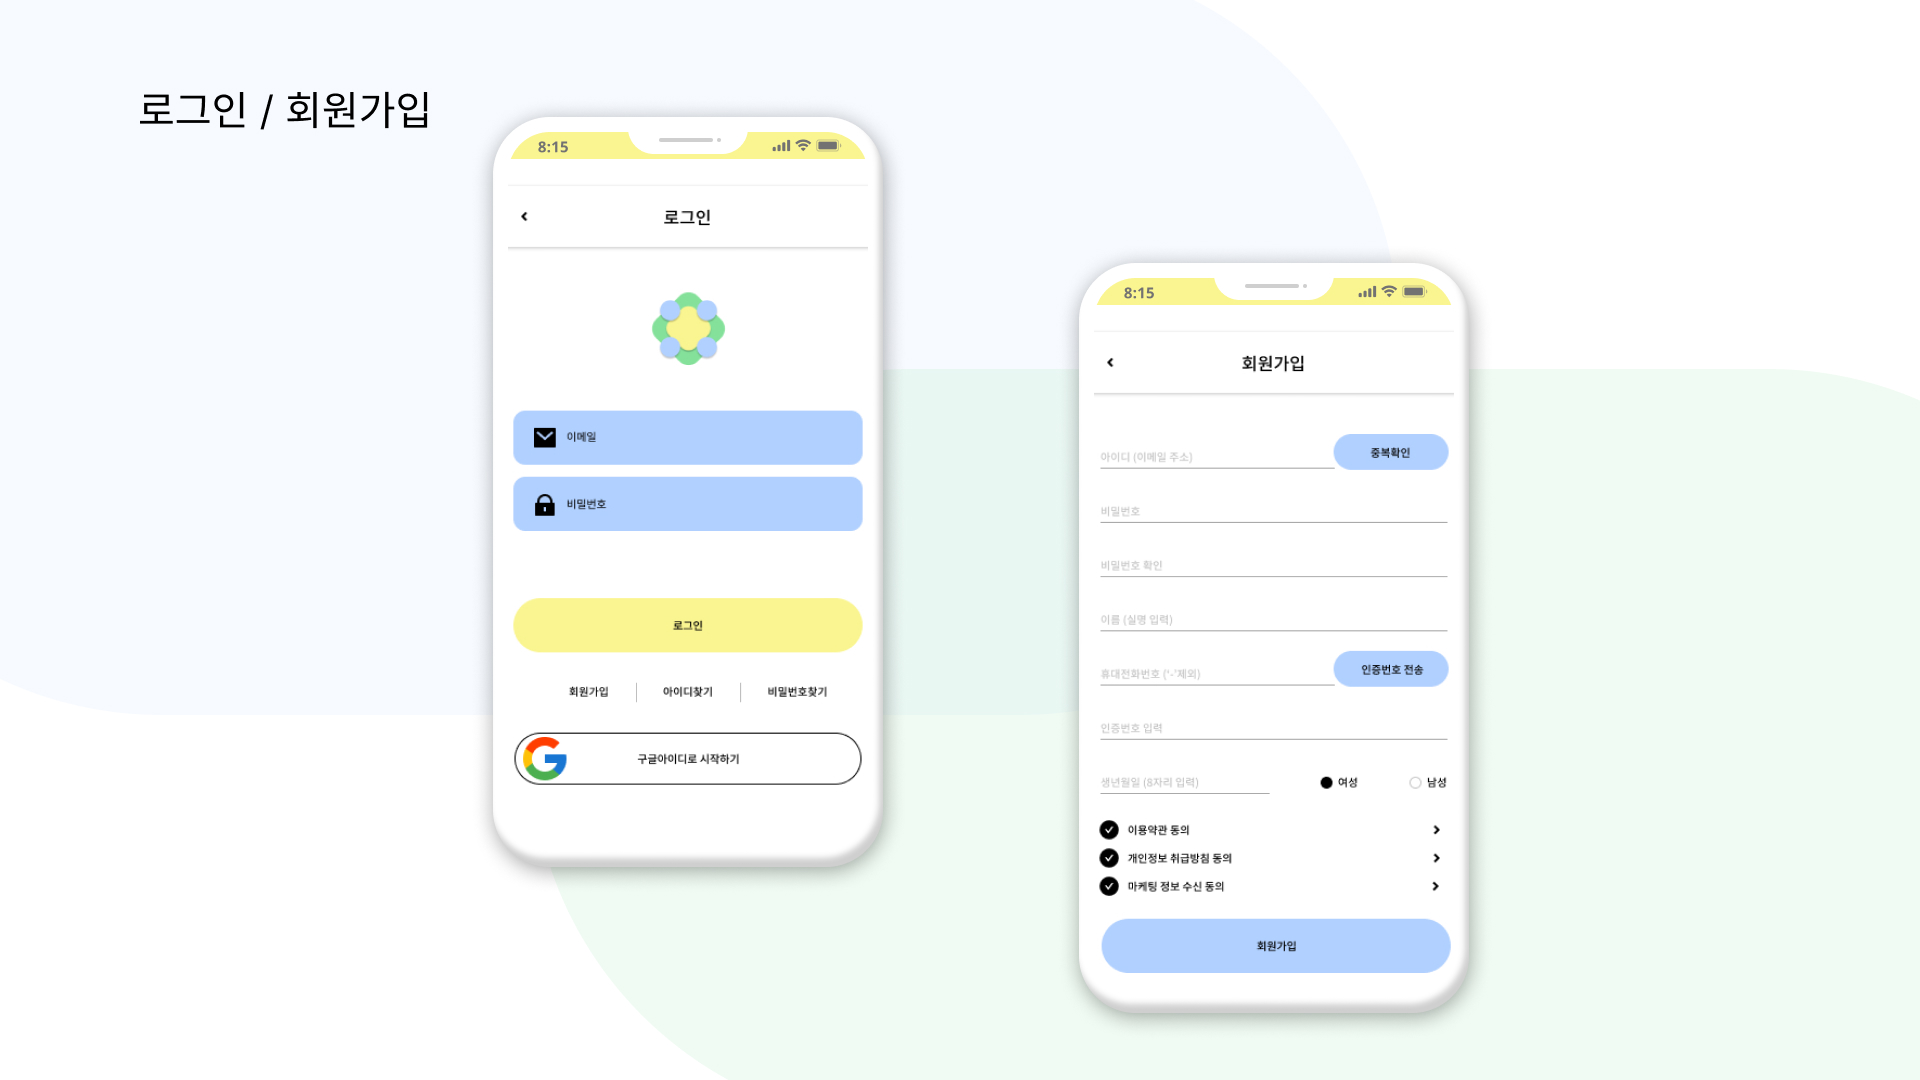 로그인 / 회원가입
8:15
로그인
이메일
비밀번호
로그인
회원가입 아이디찾기 비밀번호찾기
구글아이디로 시작하기
8:15
회원가입
아이디 (이메일 주소) 중복확인
비밀번호
비밀번호 확인
이름 (실명 입력)
휴대전화번호 ('-'제외) 인증번호 전송
인증번호 입력
생년월일 (8자리 입력) 여성 남성
이용약관 동의
개인정보 취급방침 동의
마케팅 정보 수신 동의
회원가입